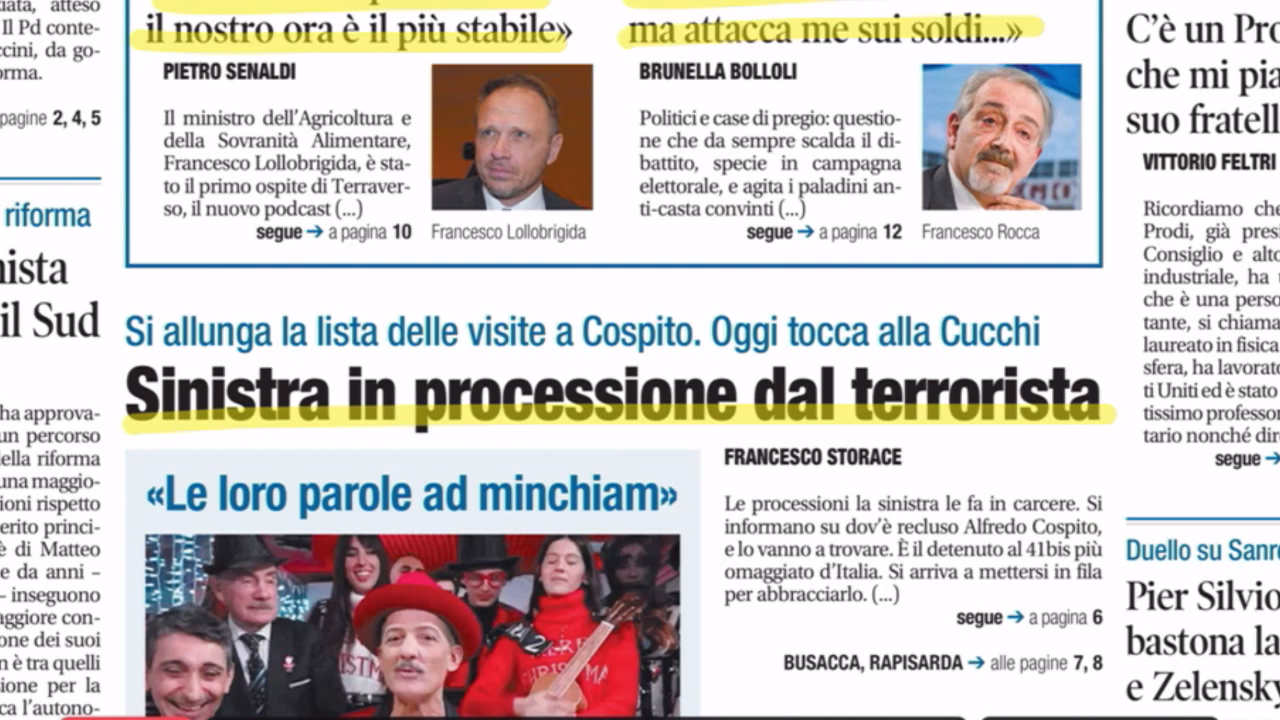 ziata, atteso
Il Pd conte-
ccini, da go-
orma.
pagine 2, 4, 5
riforma
nista
il Sud
ha approva-
un percorso
della riforma
una maggio-
ioni rispetto
erito princi-
è di Matteo
e da anni –
– inseguono
aggiore con-
one dei suoi
n è tra quelli
zione per la
ca l'autono-
il nostro ora è il più stabile»
PIETRO SENALDI
Il ministro dell'Agricoltura e
della Sovranità Alimentare,
Francesco Lollobrigida, è sta-
to il primo ospite di Terraver-
so, il nuovo podcast (...)
segue → a pagina 10
Francesco Lollobrigida
ma attacca me sui soldi...»
BRUNELLA BOLLOLI
Politici e case di pregio: questio-
ne che da sempre scalda il di-
battito, specie in campagna
elettorale, e agita i paladini an-
ti-casta convinti (...)
segue → a pagina 12
Francesco Rocca
Si allunga la lista delle visite a Cospito. Oggi tocca alla Cucchi
Sinistra in processione dal terrorista
«Le loro parole ad minchiam»
FRANCESCO STORACE
Le processioni la sinistra le fa in carcere. Si
informano su dov'è recluso Alfredo Cospito,
e lo vanno a trovare. È il detenuto al 41bis più
omaggiato d'Italia. Si arriva a mettersi in fila
per abbracciarlo. (...)
segue → a pagina 6
BUSACCA, RAPISARDA → alle pagine 7, 8
C'è un Pro
che mi pia
suo fratell
VITTORIO FELTRI
Ricordiamo che
Prodi, già presi
Consiglio e alto
industriale, ha
che è una perso
tante, si chiama
laureato in fisica
sfera, ha lavorato
ti Uniti ed è stato
tissimo professor
tario nonché dire
segue →
Duello su Sanre
Pier Silvio
bastona la
e Zelensky